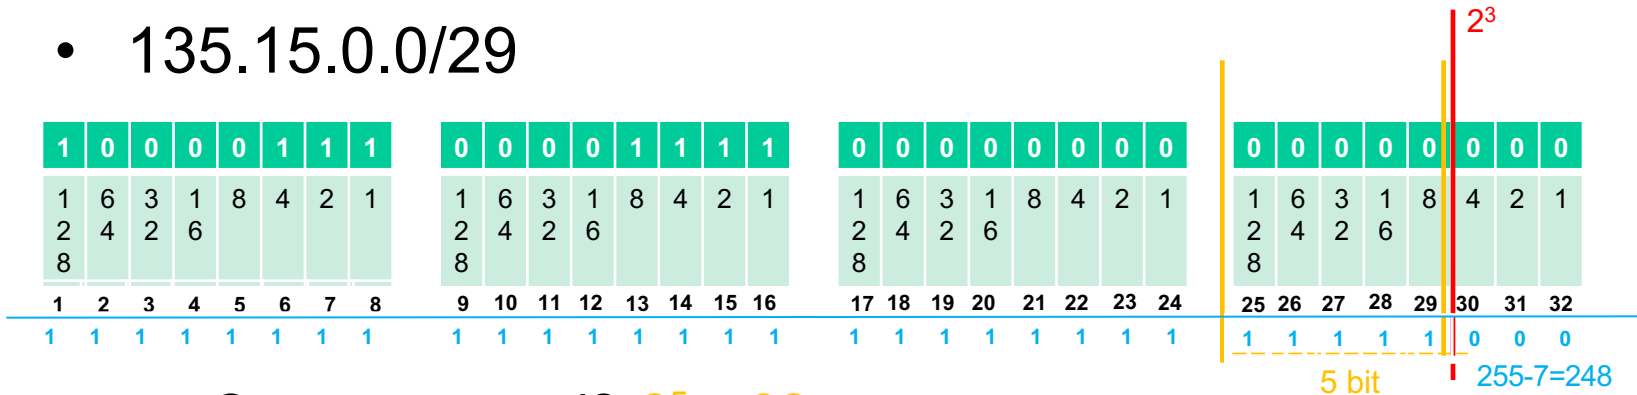 2³
• 135.15.0.0/29
1 0 0 0 0 1 1 1 0 0 0 0 1 1 1 1 0 0 0 0 0 0 0 0 0 0 0 0 0 0 0 0
128 64 32 16 8 4 2 1 128 64 32 16 8 4 2 1 128 64 32 16 8 4 2 1 128 64 32 16 8 4 2 1
1 2 3 4 5 6 7 8 9 10 11 12 13 14 15 16 17 18 19 20 21 22 23 24 25 26 27 28 29 30 31 32
1 1 1 1 1 1 1 1 1 1 1 1 1 1 1 1 1 1 1 1 1 1 1 1 1 1 1 1 1 0 0 0
5 bit 255-7=248